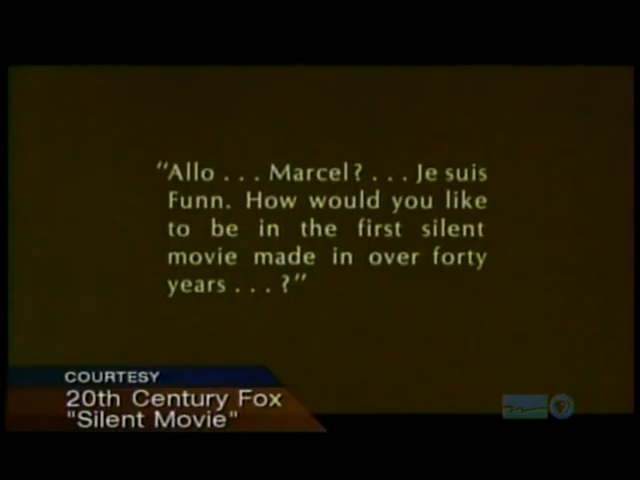 “Allo . . . Marcel? . . . Je suis
Funn. How would you like
to be in the first silent
movie made in over forty
years . . . ?”
COURTESY
20th Century Fox
"Silent Movie"